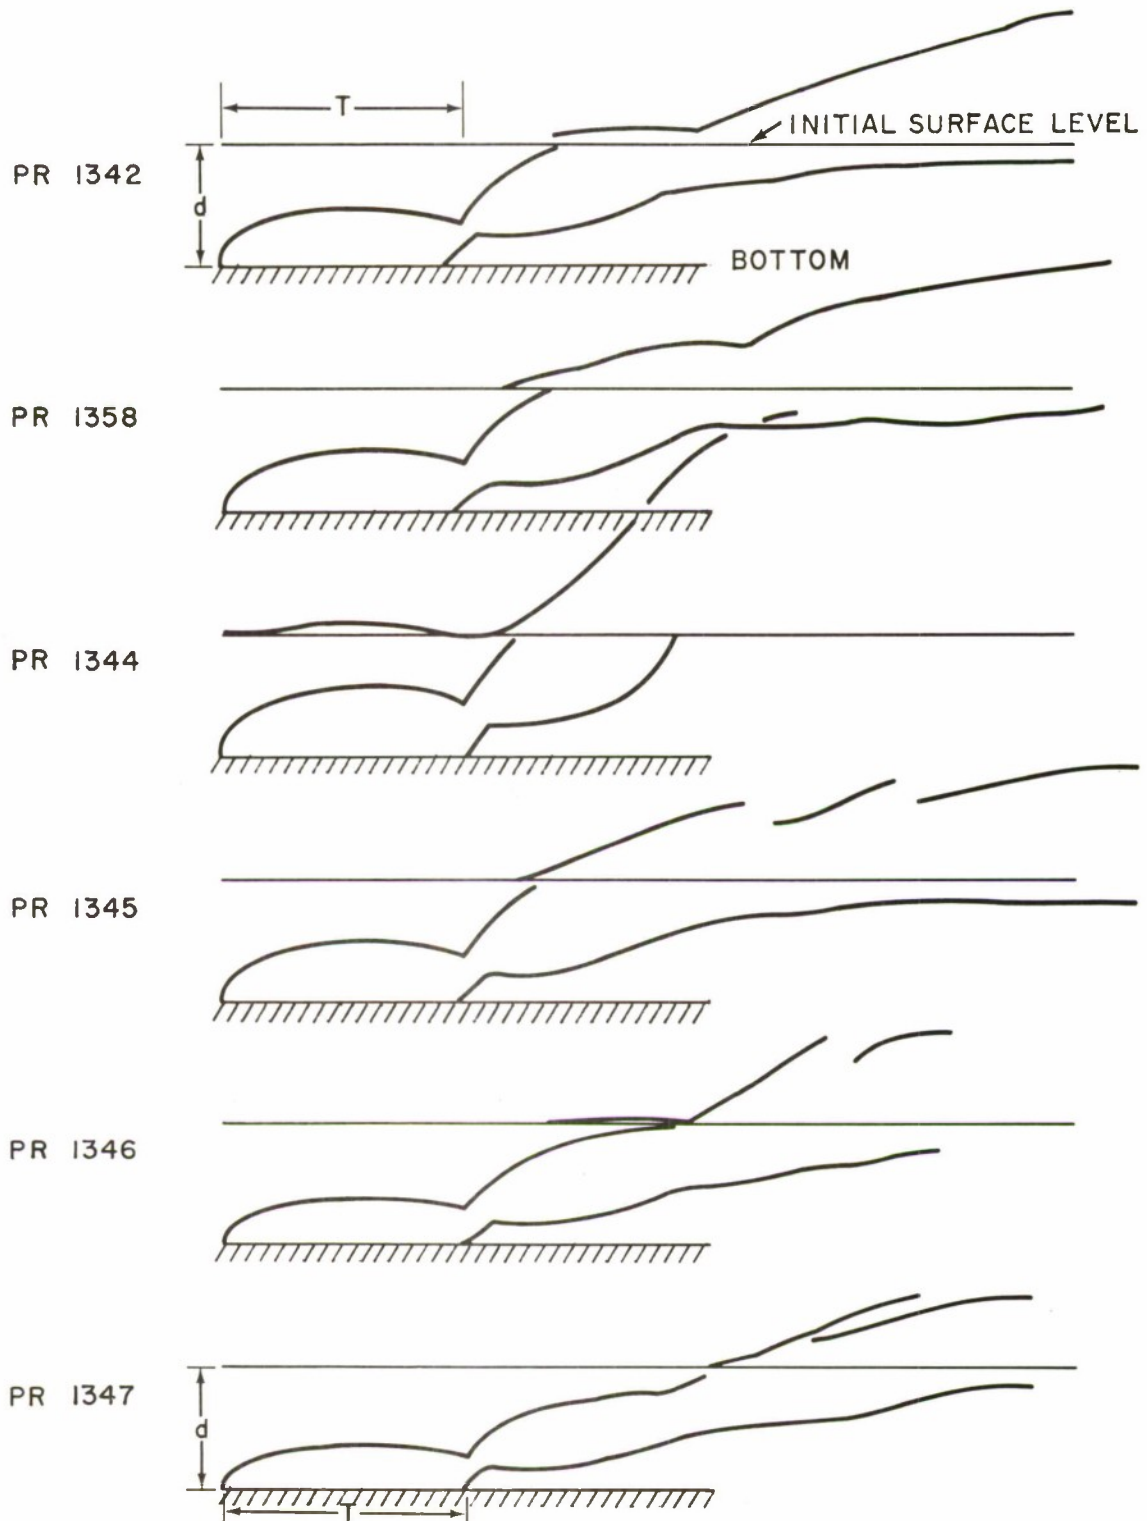 T
INITIAL SURFACE LEVEL
PR 1342
d
BOTTOM
PR 1358
PR 1344
PR 1345
PR 1346
PR 1347
d
T